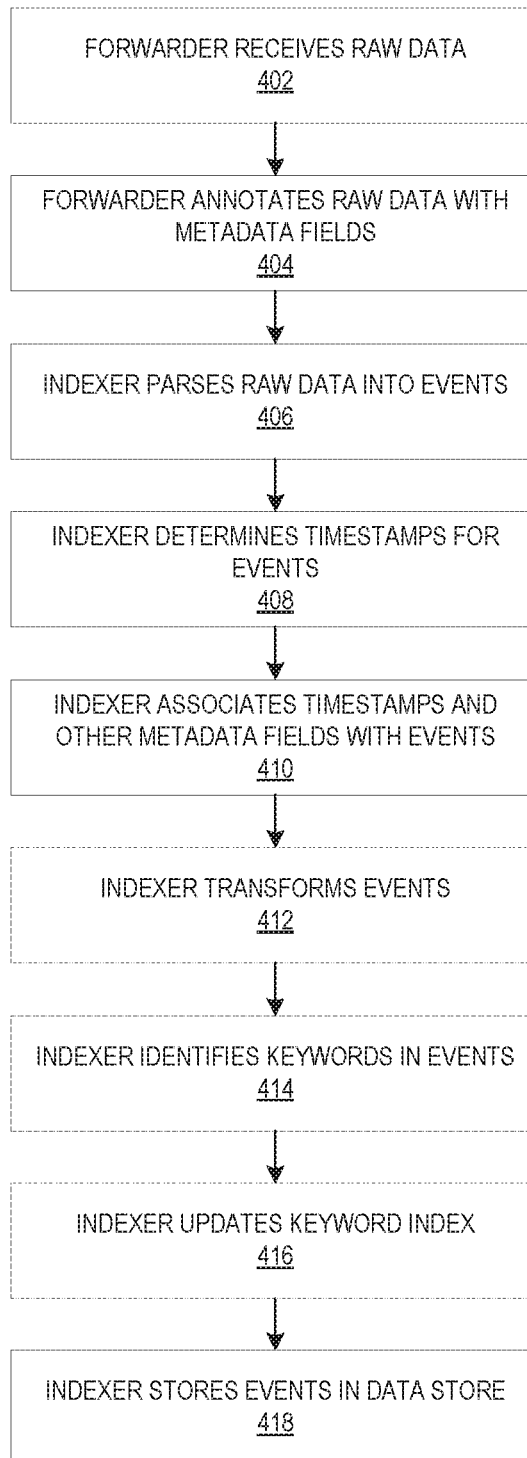 FORWARDER RECEIVES RAW DATA
402
FORWARDER ANNOTATES RAW DATA WITH
METADATA FIELDS
404
INDEXER PARSES RAW DATA INTO EVENTS
406
INDEXER DETERMINES TIMESTAMPS FOR
EVENTS
408
INDEXER ASSOCIATES TIMESTAMPS AND
OTHER METADATA FIELDS WITH EVENTS
410
INDEXER TRANSFORMS EVENTS
412
INDEXER IDENTIFIES KEYWORDS IN EVENTS
414
INDEXER UPDATES KEYWORD INDEX
416
INDEXER STORES EVENTS IN DATA STORE
418